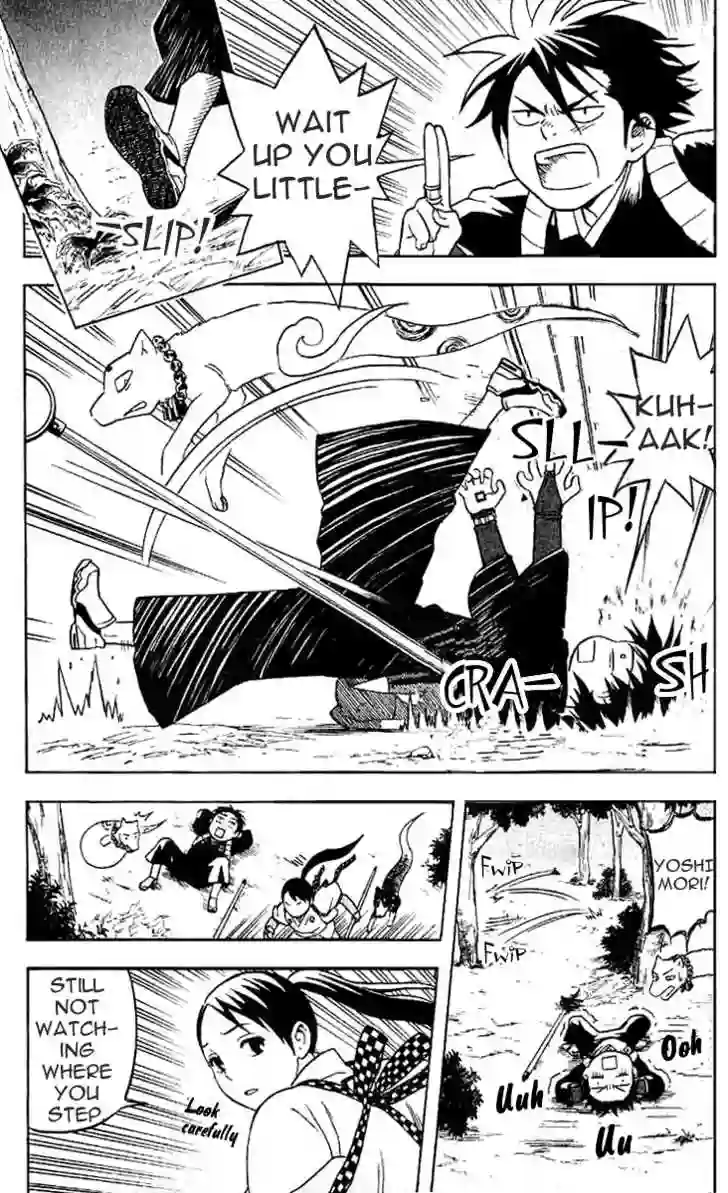 WAIT
UP YOU
LITTLE-
SLIP!
KUH-
AAK!
SLL
IP!
CRA-
SH
YOSHI
MORI!
FWIP
FWIP
Ooh
Uuh
Uu
STILL
NOT
WATCH-
ING
WHERE
YOU
STEP
Look
carefully